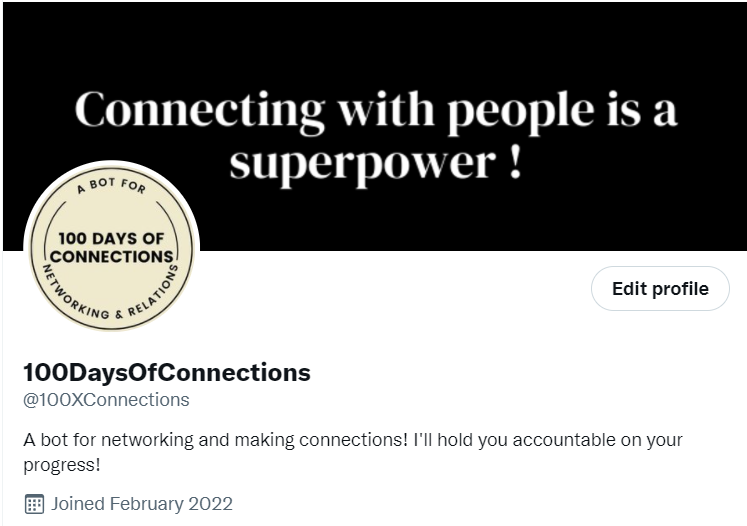 Connecting with people is a
superpower !
A BOT FOR
100 DAYS OF
CONNECTIONS
NETWORKING & RELATIONS
Edit profile
100DaysOfConnections
@100XConnections
A bot for networking and making connections! I'll hold you accountable on your
progress!
Joined February 2022